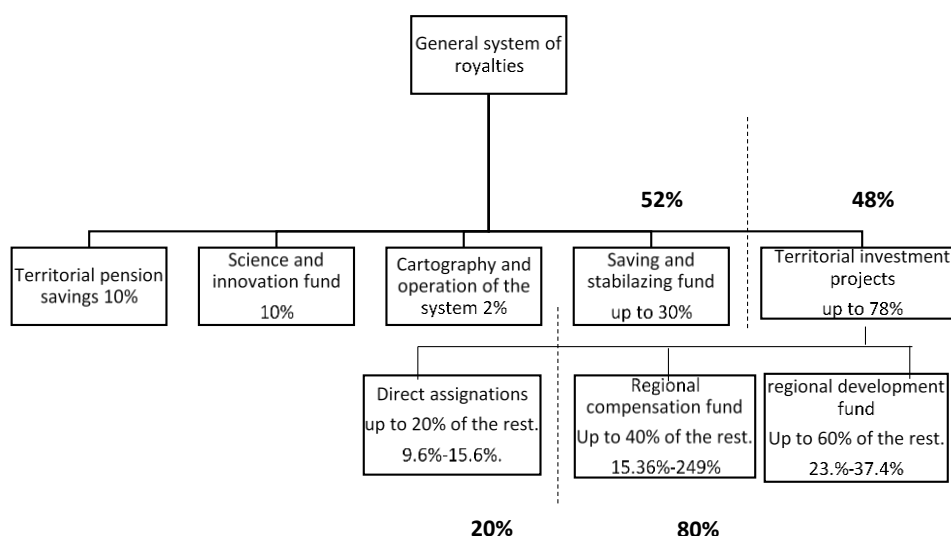 General system of
royalties
52%
48%
Territorial pension
savings 10%
Science and
innovation fund
10%
Cartography and
operation of the
system 2%
Saving and
stabilazing fund
up to 30%
Territorial investment
projects
up to 78%
Direct assignations
up to 20% of the rest.
9.6%-15.6%.
Regional
compensation fund
Up to 40% of the rest.
15.36%-249%
regional development
fund
Up to 60% of the rest.
23.%-37.4%
20%
80%